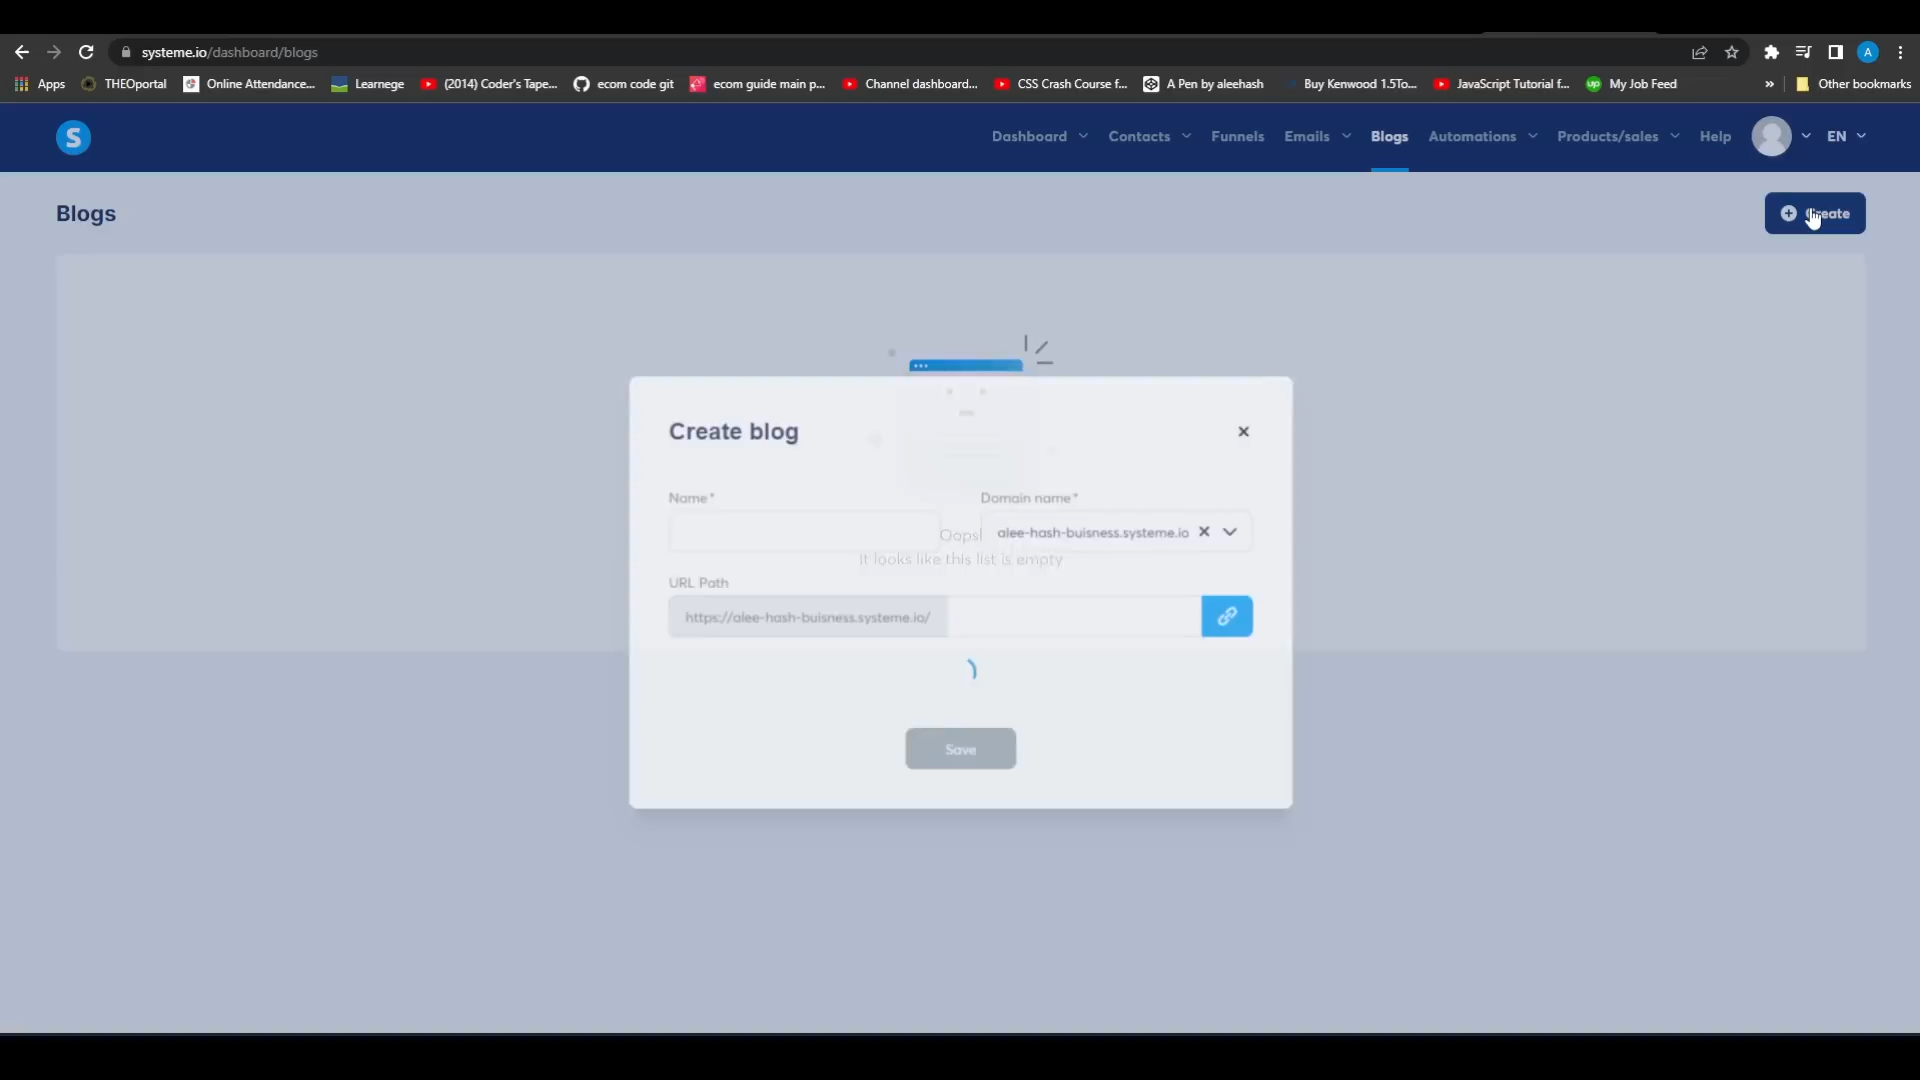 systeme.io/dashboard/blogs
A
Apps THEOportal Online Attendance... Learnege (2014) Coder's Tape... ecom code git ecom guide main p... Channel dashboard... CSS Crash Course f... A Pen by aleehash Buy Kenwood 1.5To... JavaScript Tutorial f... up My Job Feed » Other bookmarks
S Dashboard Contacts Funnels Emails Blogs Automations Products/sales Help EN
Blogs
Create
Create blog
Name* Domain name*
Oops! alee-hash-buisness.systeme.io
It looks like this list is empty
URL Path
https://alee-hash-buisness.systeme.io/
Save